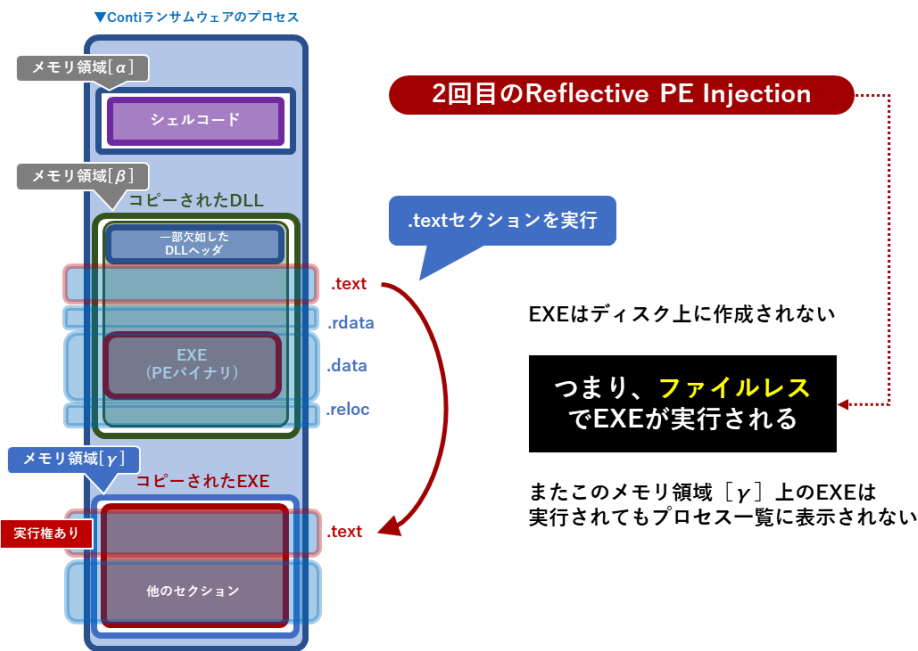 ▼Contiランサムウェアのプロセス
メモリ領域[α]
シェルコード
メモリ領域[β]
コピーされたDLL
一部欠如した
DLLヘッダ
.text
.rdata
EXE
(PEバイナリ)
.data
.reloc
メモリ領域[γ]
コピーされたEXE
実行権あり
.text
他のセクション
2回目のReflective PE Injection
.textセクションを実行
EXEはディスク上に作成されない
つまり、ファイルレス
でEXEが実行される
またこのメモリ領域［γ］上のEXEは
実行されてもプロセス一覧に表示されない